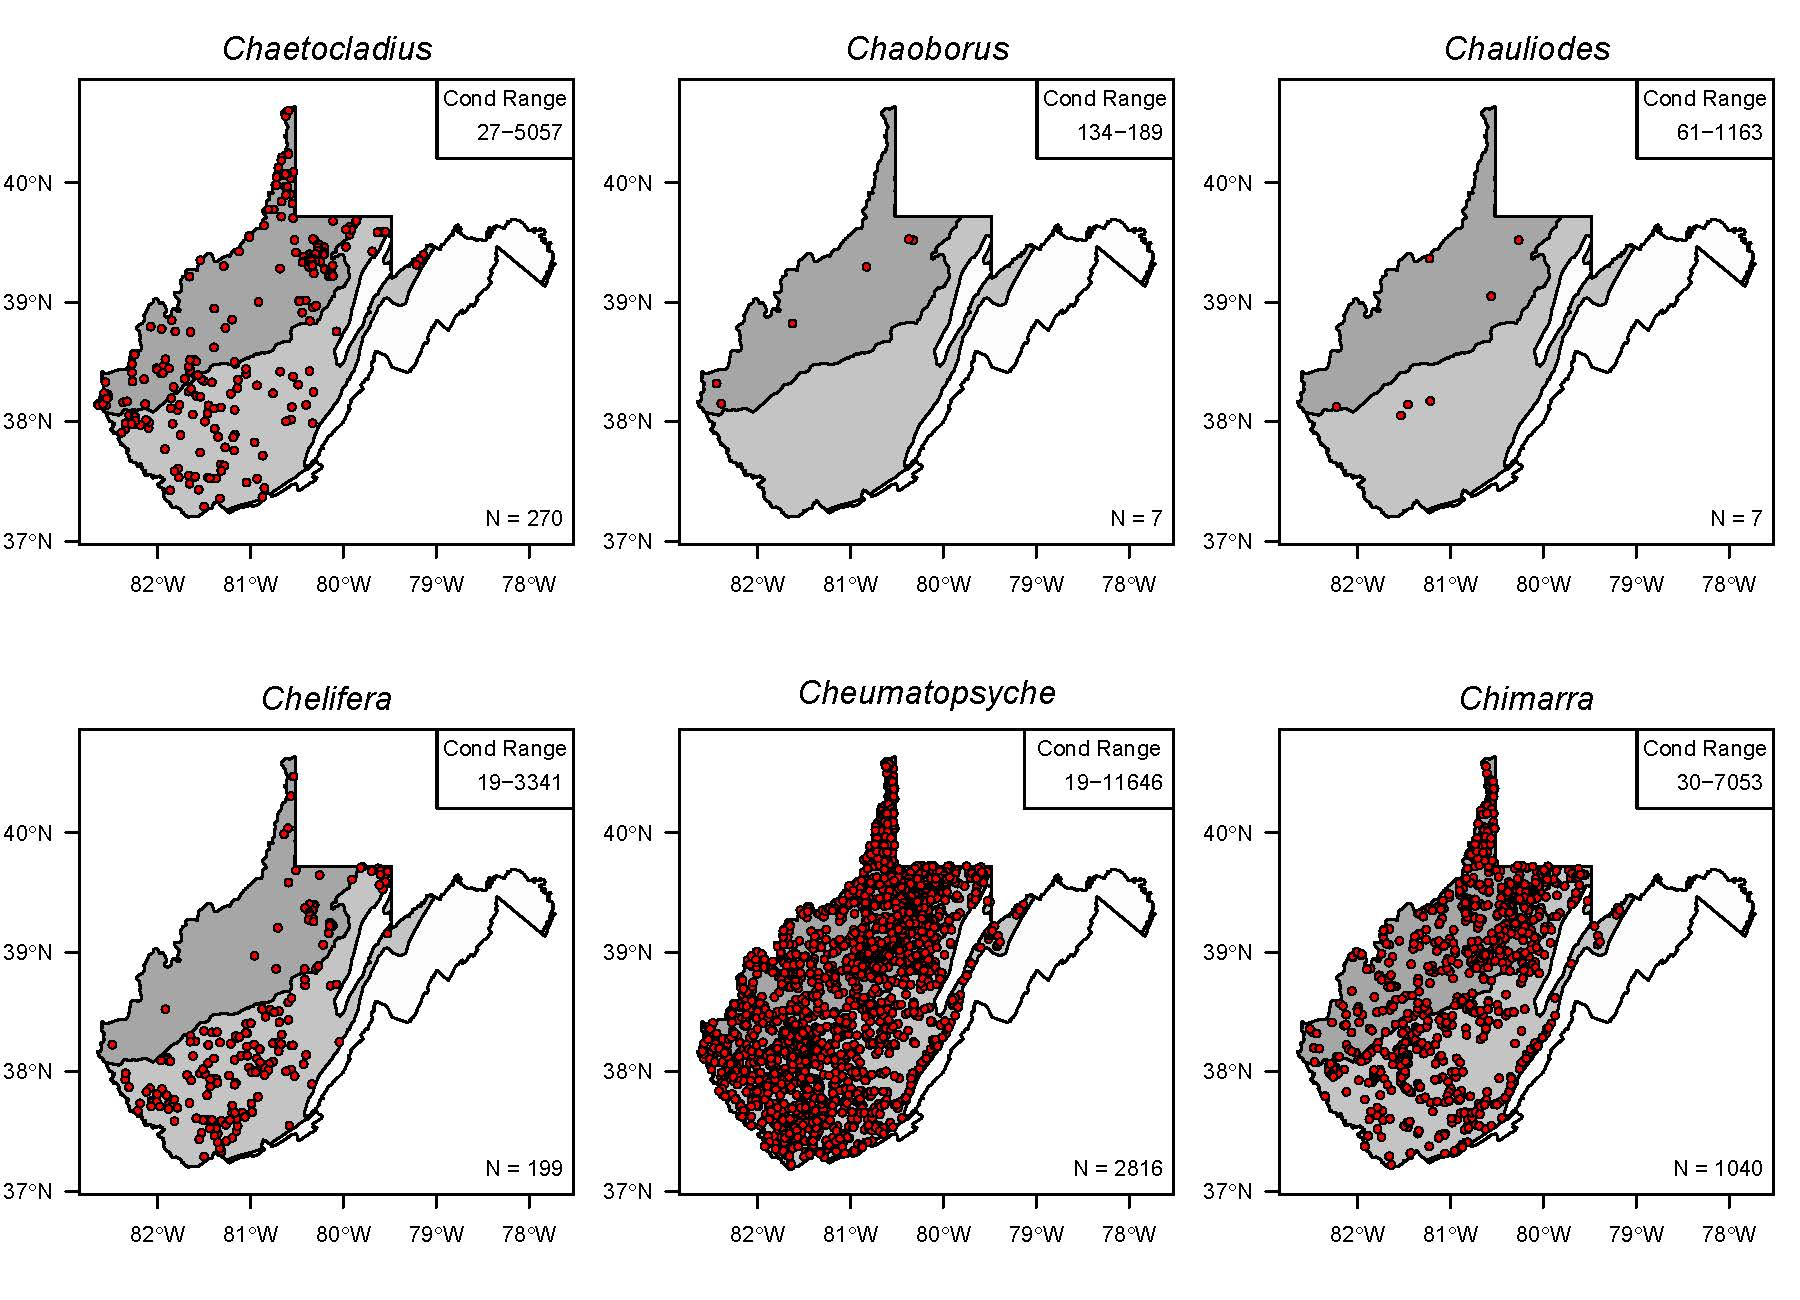 Chaetocladius
Cond Range
27−5057
40°N
39°N
38°N
37°N
N = 270
82°W 81°W 80°W 79°W 78°W
Chaoborus
Cond Range
134−189
40°N
39°N
38°N
37°N
N = 7
82°W 81°W 80°W 79°W 78°W
Chauliodes
Cond Range
61−1163
40°N
39°N
38°N
37°N
N = 7
82°W 81°W 80°W 79°W 78°W
Chelifera
Cond Range
19−3341
40°N
39°N
38°N
37°N
N = 199
82°W 81°W 80°W 79°W 78°W
Cheumatopsyche
Cond Range
19−11646
40°N
39°N
38°N
37°N
N = 2816
82°W 81°W 80°W 79°W 78°W
Chimarra
Cond Range
30−7053
40°N
39°N
38°N
37°N
N = 1040
82°W 81°W 80°W 79°W 78°W